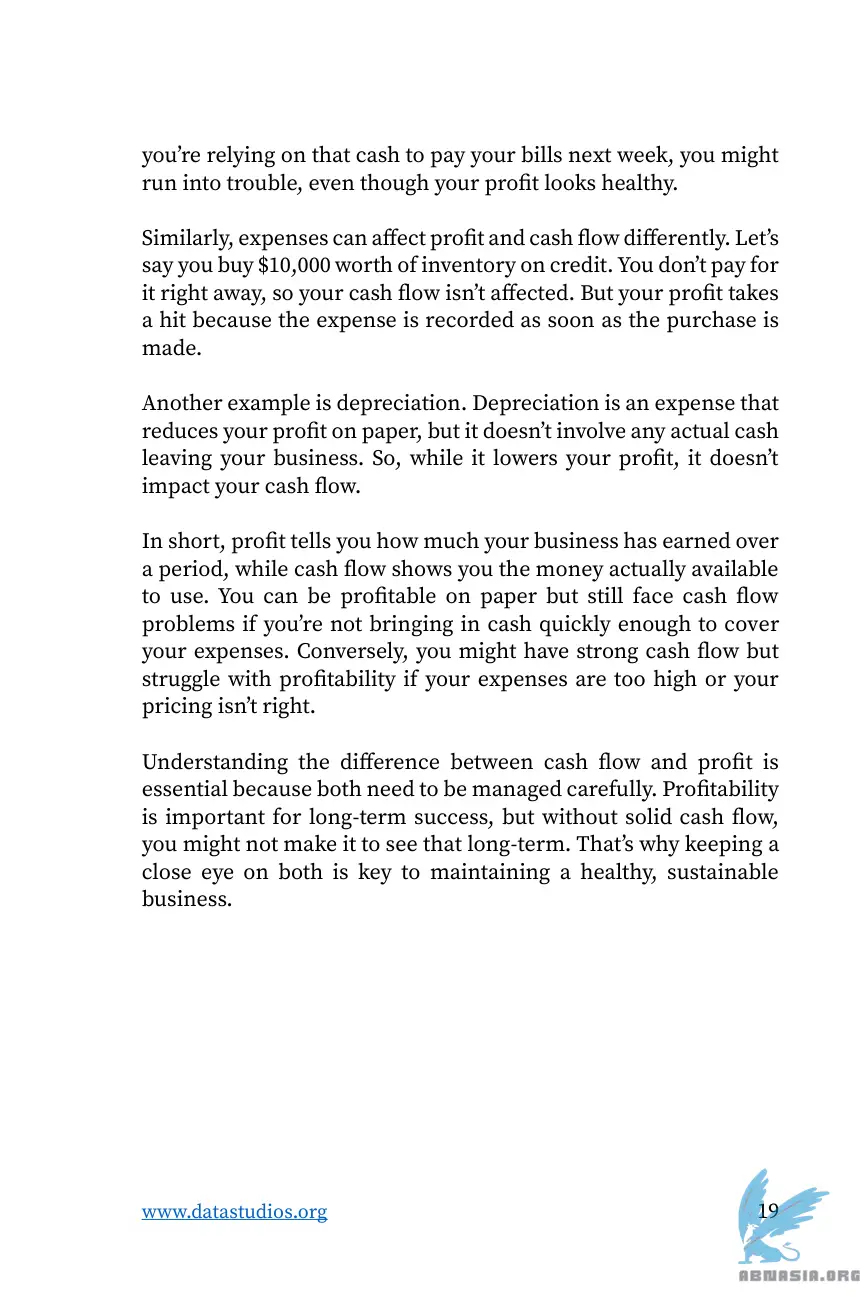 you’re relying on that cash to pay your bills next week, you might
run into trouble, even though your profit looks healthy.
Similarly, expenses can affect profit and cash flow differently. Let’s
say you buy $10,000 worth of inventory on credit. You don’t pay for
it right away, so your cash flow isn’t affected. But your profit takes
a hit because the expense is recorded as soon as the purchase is
made.
Another example is depreciation. Depreciation is an expense that
reduces your profit on paper, but it doesn’t involve any actual cash
leaving your business. So, while it lowers your profit, it doesn’t
impact your cash flow.
In short, profit tells you how much your business has earned over
a period, while cash flow shows you the money actually available
to use. You can be profitable on paper but still face cash flow
problems if you’re not bringing in cash quickly enough to cover
your expenses. Conversely, you might have strong cash flow but
struggle with profitability if your expenses are too high or your
pricing isn’t right.
Understanding the difference between cash flow and profit is
essential because both need to be managed carefully. Profitability
is important for long-term success, but without solid cash flow,
you might not make it to see that long-term. That’s why keeping a
close eye on both is key to maintaining a healthy, sustainable
business.
www.datastudios.org 19
ABNASIA.ORG